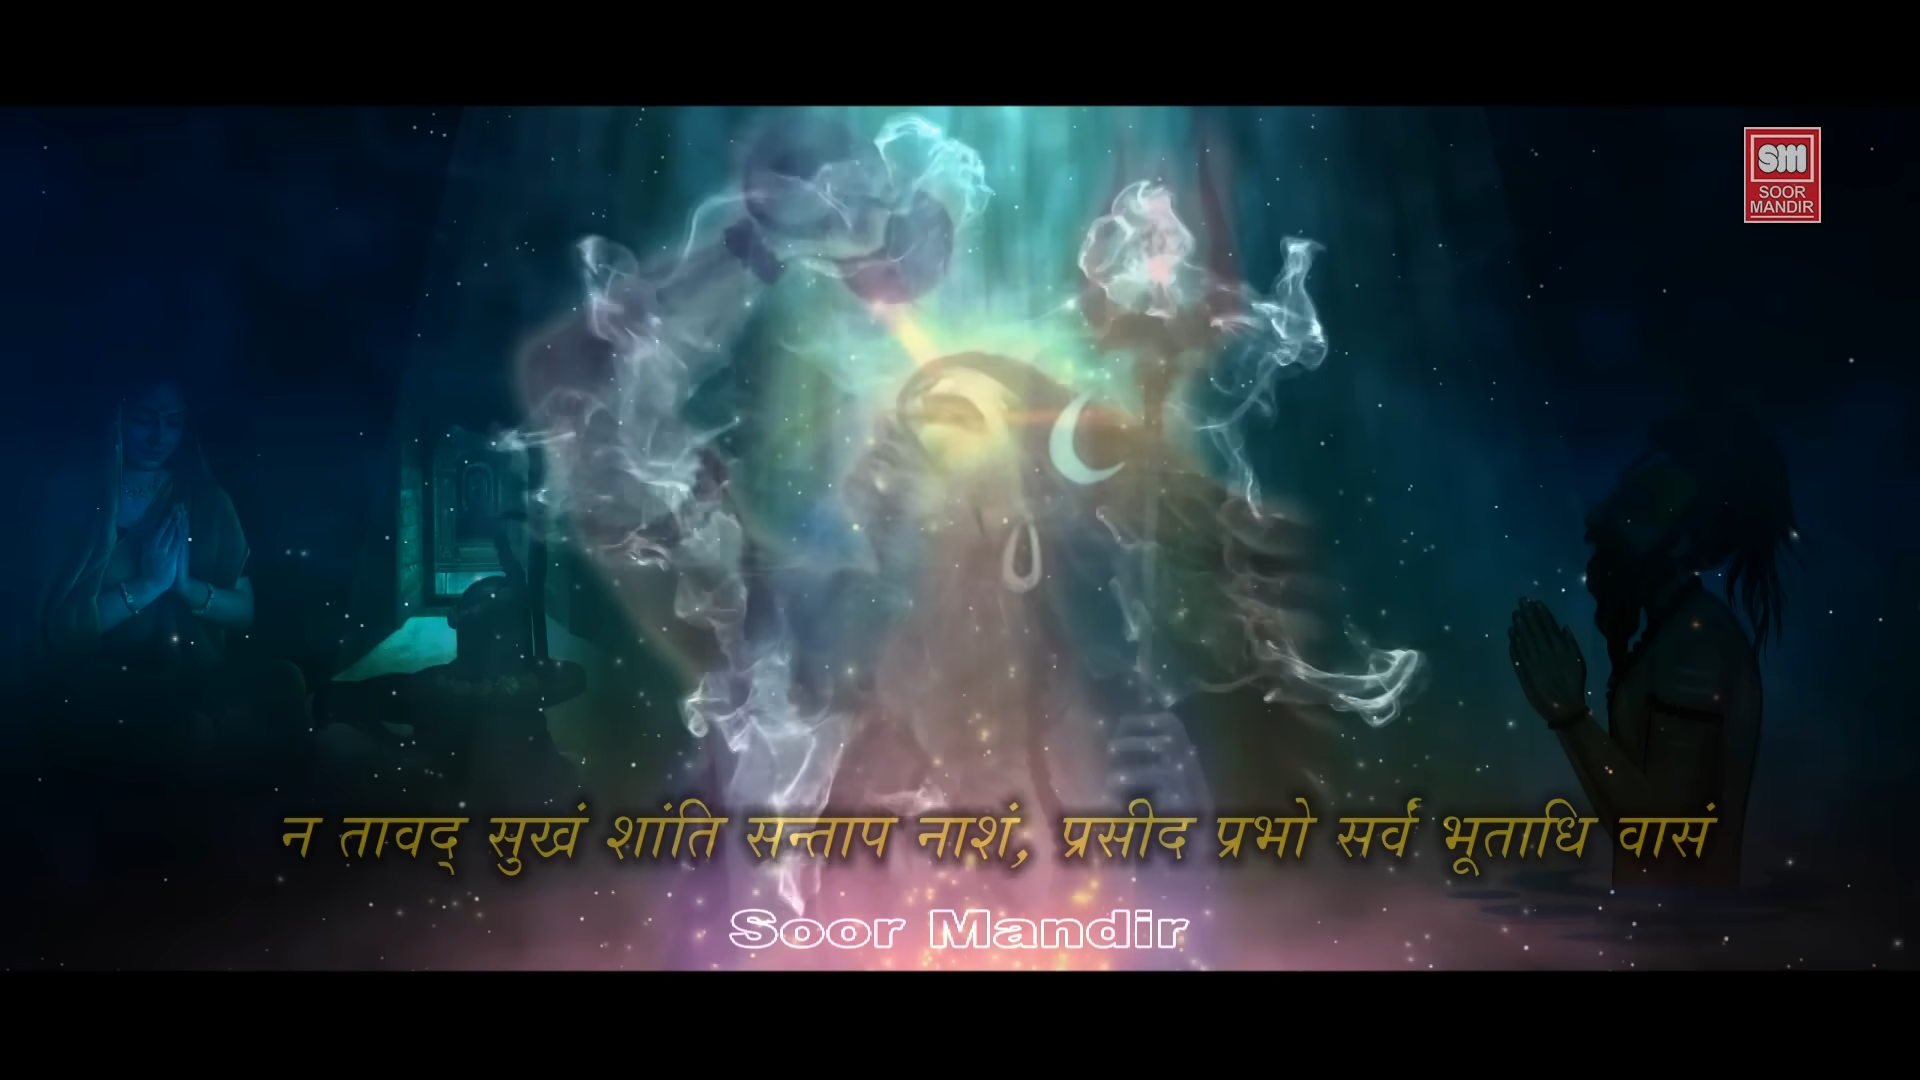 SM
SOOR
MANDIR
न तावद् सुखं शांति सन्ताप नाशं, प्रसीद प्रभो सर्वं भूताधि वासं
Soor Mandir